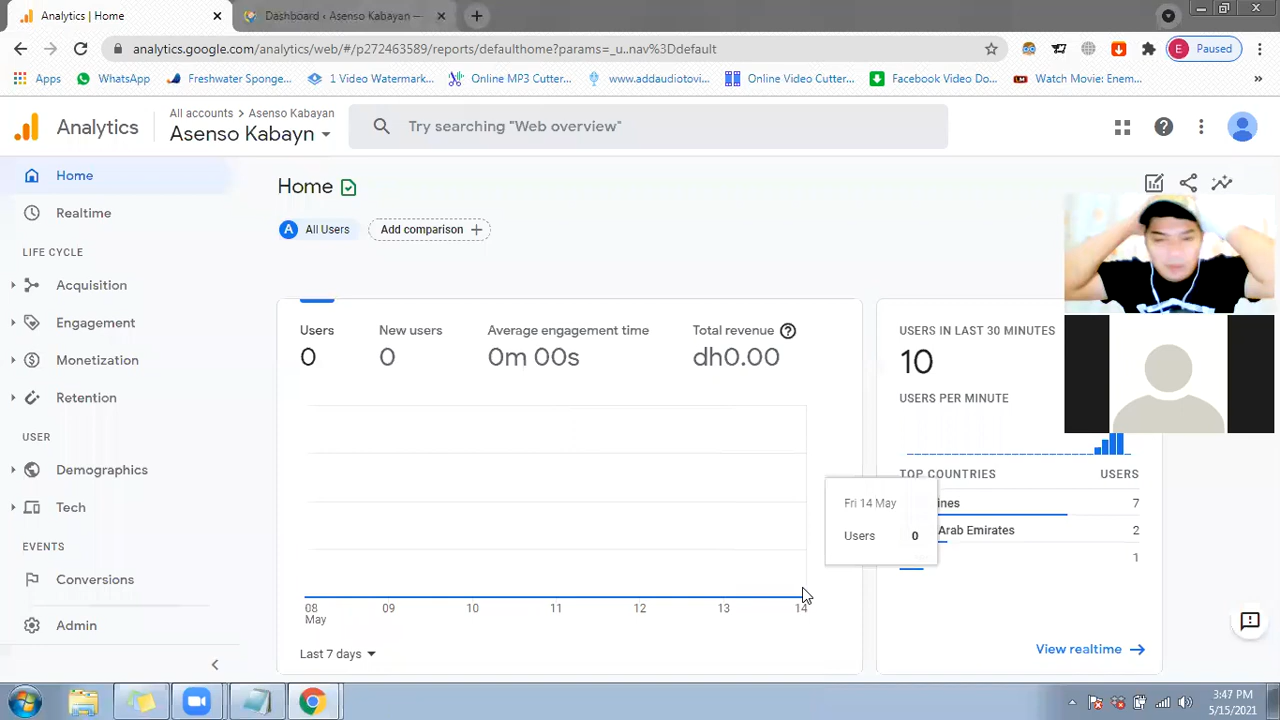 Analytics | Home
Dashboard ‹ Asenso Kabayan —
analytics.google.com/analytics/web/#/p272463589/reports/defaulthome?params=_u..nav%3Ddefault
E Paused
Apps
WhatsApp
Freshwater Sponge...
1 Video Watermark...
Online MP3 Cutter...
www.addaudiotovi...
Online Video Cutter...
Facebook Video Do...
Watch Movie: Enem...
»
Analytics
All accounts > Asenso Kabayan
Asenso Kabayn
Try searching "Web overview"
Home
Realtime
LIFE CYCLE
Acquisition
Engagement
Monetization
Retention
USER
Demographics
Tech
EVENTS
Conversions
Admin
Home
A All Users
Add comparison +
Users
0
New users
0
Average engagement time
0m 00s
Total revenue
dh0.00
08 May
09
10
11
12
13
14
Last 7 days
Fri 14 May
Users 0
USERS IN LAST 30 MINUTES
10
USERS PER MINUTE
TOP COUNTRIES USERS
ines 7
Arab Emirates 2
1
View realtime
3:47 PM
5/15/2021